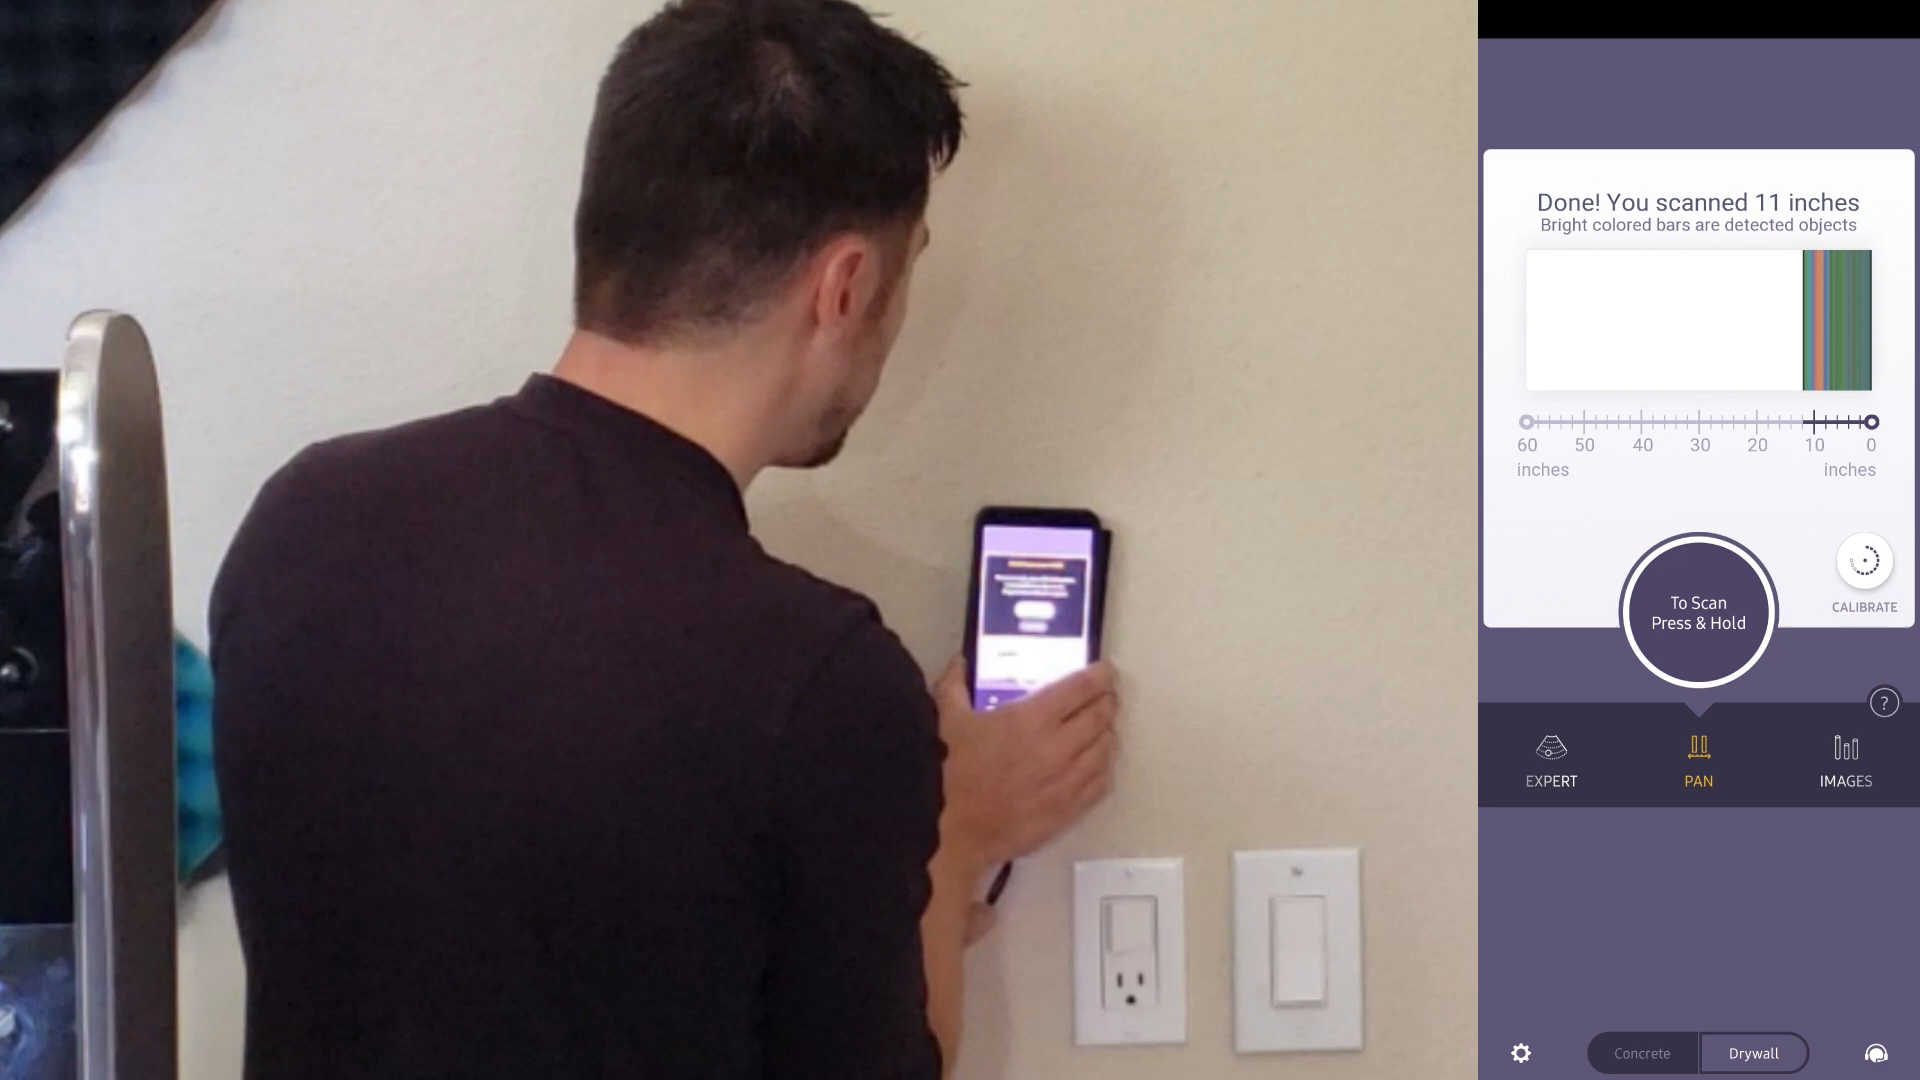 Done! You scanned 11 inches
Bright colored bars are detected objects
60 50 40 30 20 10 0
inches inches
To Scan
Press & Hold
CALIBRATE
?
EXPERT PAN IMAGES
Concrete Drywall